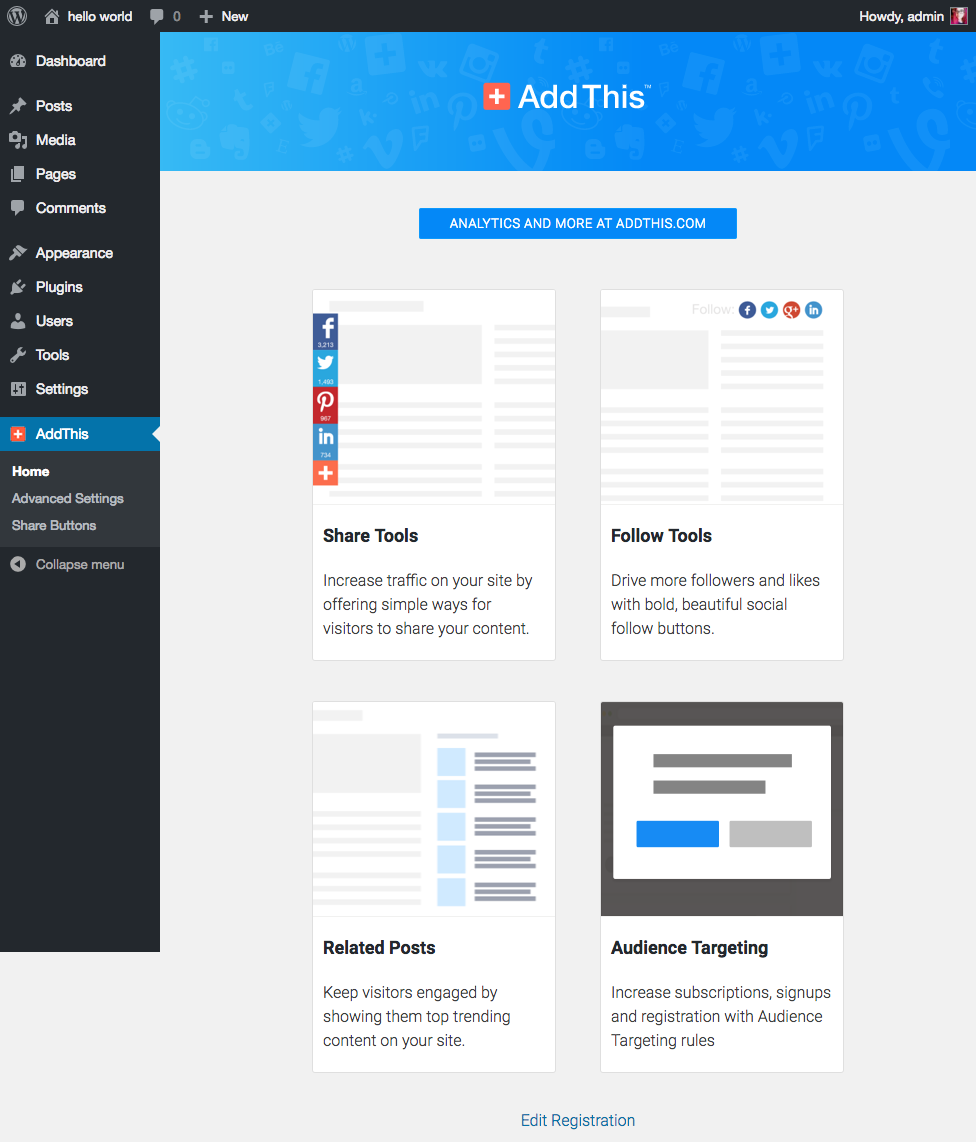 hello world
0
New
Howdy, admin
Dashboard
Posts
Media
Pages
Comments
Appearance
Plugins
Users
Tools
Settings
AddThis
Home
Advanced Settings
Share Buttons
Collapse menu
AddThis™
ANALYTICS AND MORE AT ADDTHIS.COM
3,213
1,493
967
734
Share Tools
Increase traffic on your site by
offering simple ways for
visitors to share your content.
Follow:
Follow Tools
Drive more followers and likes
with bold, beautiful social
follow buttons.
Related Posts
Keep visitors engaged by
showing them top trending
content on your site.
Audience Targeting
Increase subscriptions, signups
and registration with Audience
Targeting rules
Edit Registration